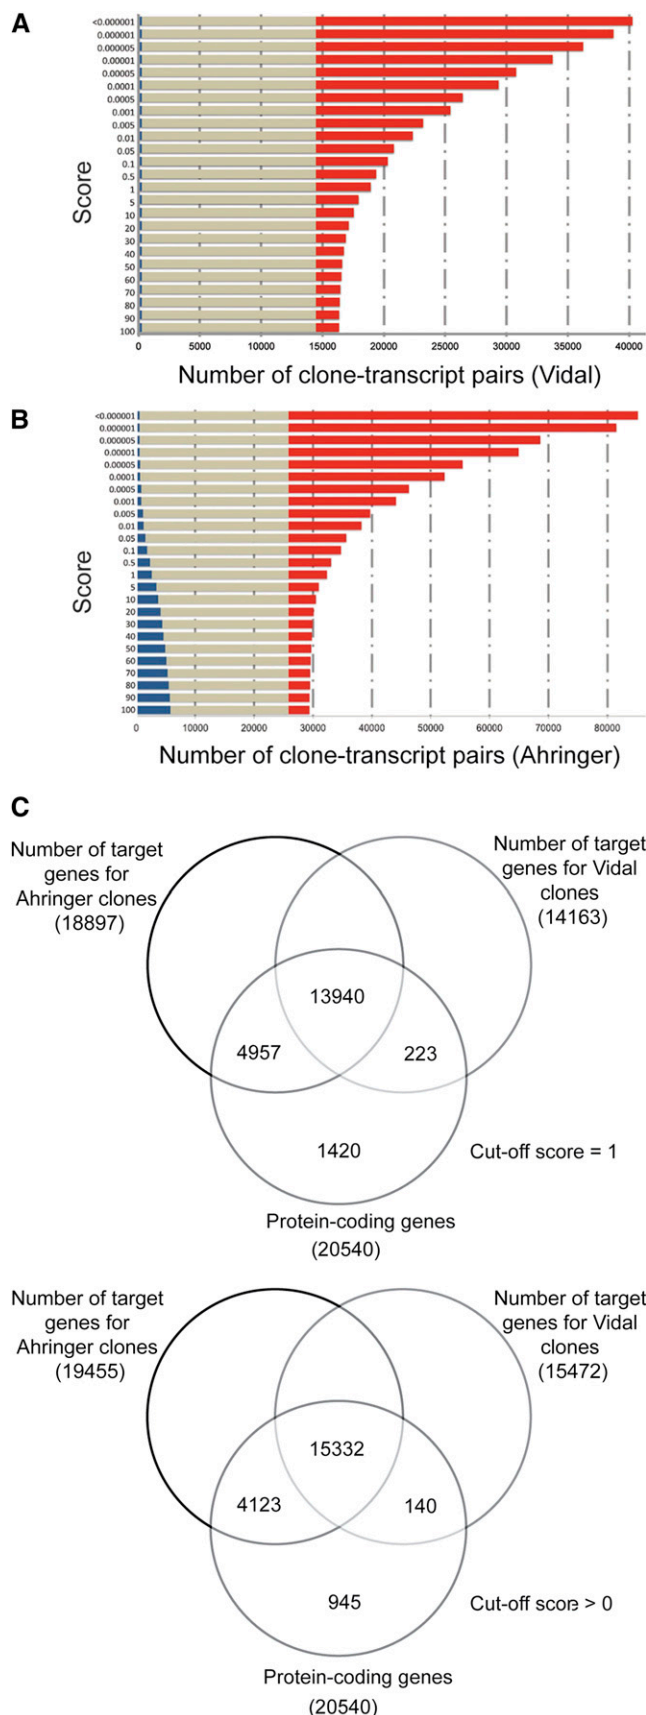 A
Score
<0.000001
0.000001
0.000005
0.00001
0.00005
0.0001
0.0005
0.001
0.005
0.01
0.05
0.1
0.5
1
5
10
20
30
40
50
60
70
80
90
100
0 5000 10000 15000 20000 25000 30000 35000 40000
Number of clone-transcript pairs (Vidal)
B
Score
<0.000001
0.000001
0.000005
0.00001
0.00005
0.0001
0.0005
0.001
0.005
0.01
0.05
0.1
0.5
1
5
10
20
30
40
50
60
70
80
90
100
0 10000 20000 30000 40000 50000 60000 70000 80000
Number of clone-transcript pairs (Ahringer)
C
Number of target
genes for
Ahringer clones
(18897)
Number of target
genes for Vidal
clones
(14163)
13940
4957
223
1420
Cut-off score = 1
Protein-coding genes
(20540)
Number of target
genes for
Ahringer clones
(19455)
Number of target
genes for Vidal
clones
(15472)
15332
4123
140
945
Cut-off score > 0
Protein-coding genes
(20540)